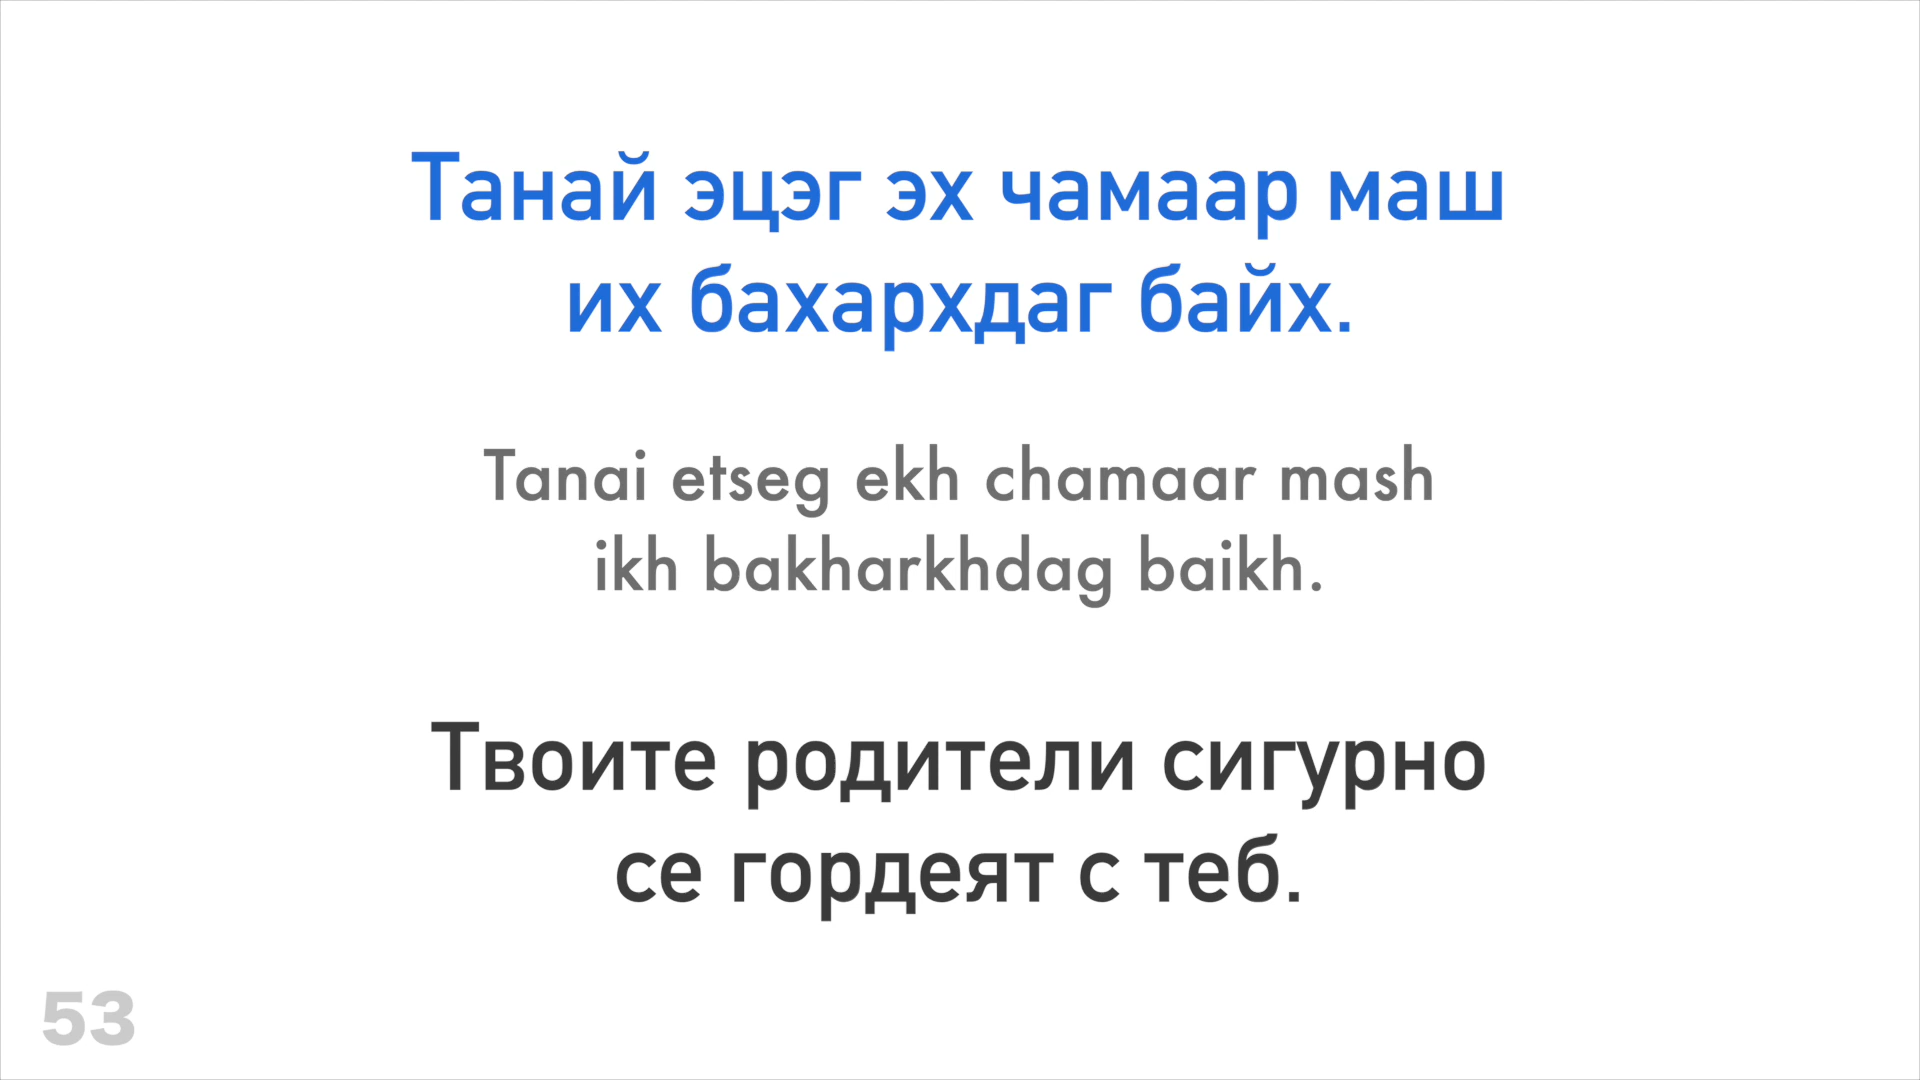 Танай эцэг эх чамаар маш
их бахархдаг байх.
Tanai etseg ekh chamaar mash
ikh bakharkhdag baikh.
Твоите родители сигурно
се гордеят с теб.
53